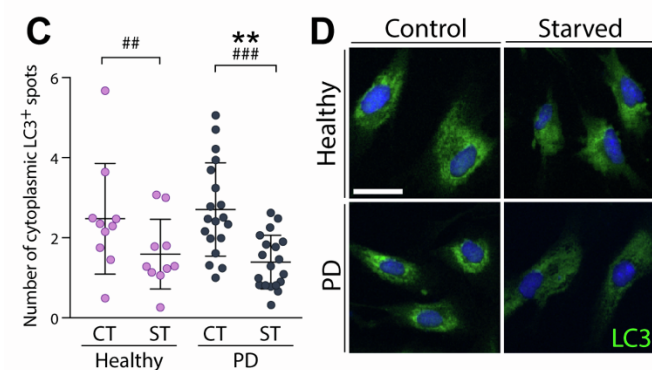 C
Number of cytoplasmic LC3⁺ spots
6
4
2
0
##
**
###
CT
ST
CT
ST
Healthy
PD
D
Control
Starved
Healthy
PD
LC3